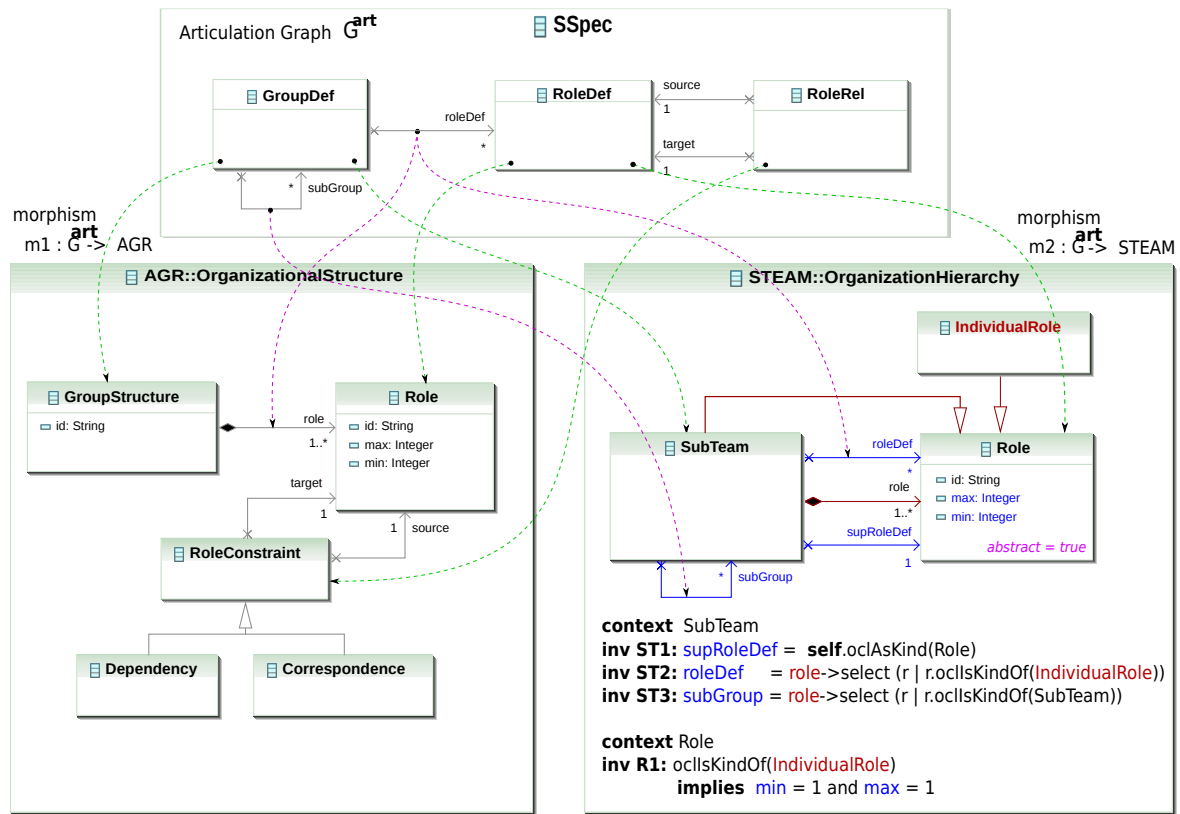 Articulation Graph G art
SSpec
GroupDef
RoleDef
RoleRel
roleDef
*
source
1
target
1
* subGroup
morphism
art
m1 : G -> AGR
morphism
art
m2 : G -> STEAM
AGR::OrganizationalStructure
GroupStructure
id: String
role
1..*
Role
id: String
max: Integer
min: Integer
target
1
1 source
RoleConstraint
Dependency
Correspondence
STEAM::OrganizationHierarchy
IndividualRole
SubTeam
roleDef
*
role
1..*
supRoleDef
1
Role
id: String
max: Integer
min: Integer
abstract = true
* subGroup
context SubTeam
inv ST1: supRoleDef = self.oclAsKind(Role)
inv ST2: roleDef = role->select (r | r.oclIsKindOf(IndividualRole))
inv ST3: subGroup = role->select (r | r.oclIsKindOf(SubTeam))
context Role
inv R1: oclIsKindOf(IndividualRole)
implies min = 1 and max = 1